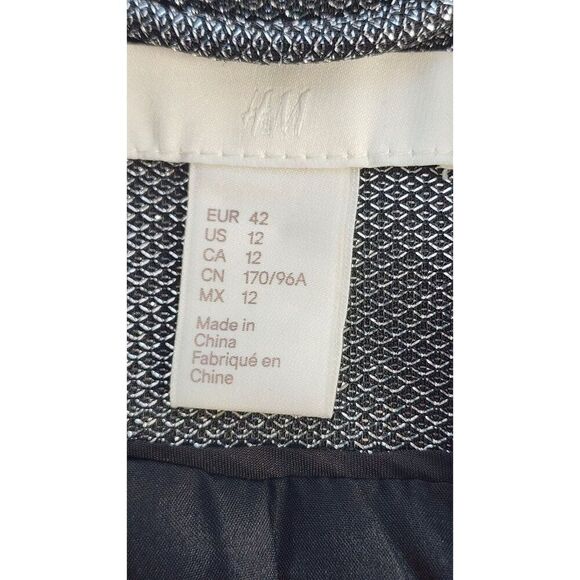 H&M
EUR 42
US 12
CA 12
CN 170/96A
MX 12
Made in
China
Fabriqué en
Chine